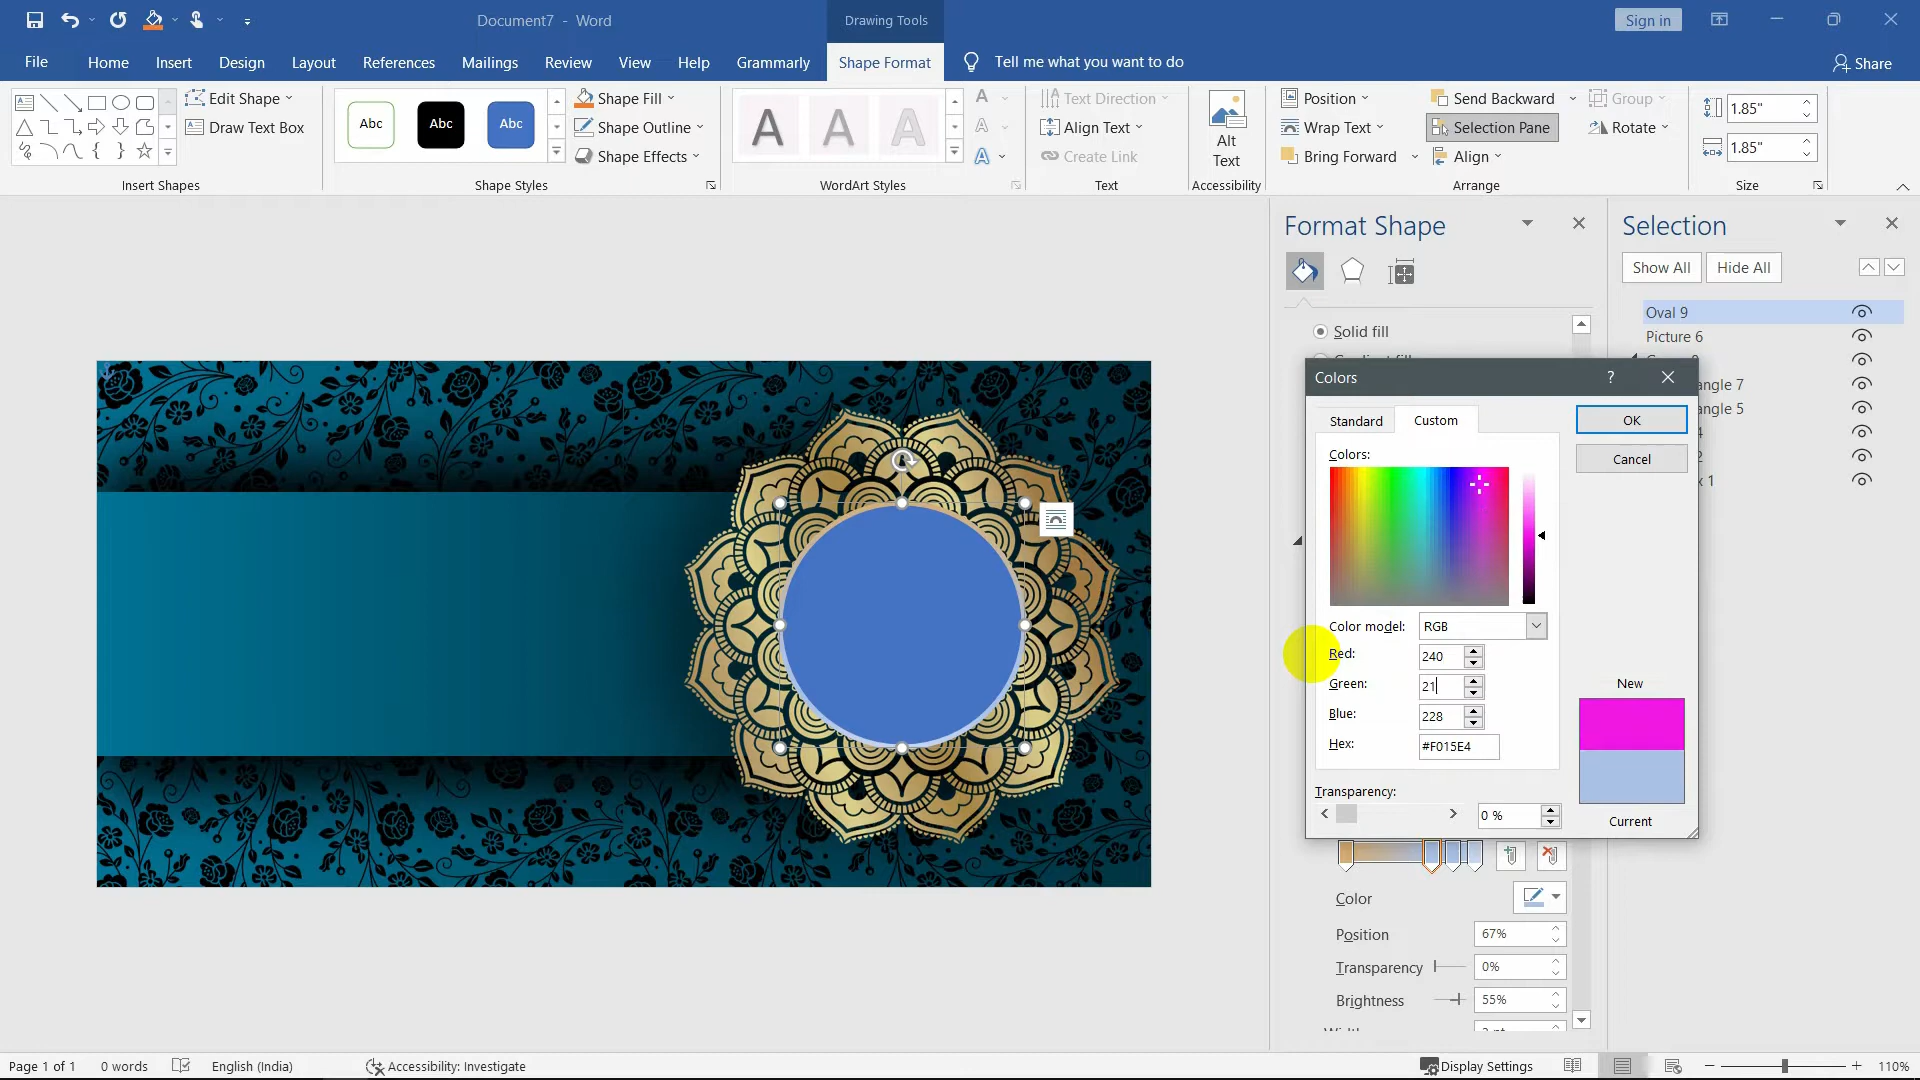 Document7 - Word
Drawing Tools
Sign in
File
Home
Insert
Design
Layout
References
Mailings
Review
View
Help
Grammarly
Shape Format
Tell me what you want to do
Share
Edit Shape
Draw Text Box
Insert Shapes
Abc
Abc
Abc
Shape Fill
Shape Outline
Shape Effects
Shape Styles
WordArt Styles
Text Direction
Align Text
Create Link
Text
Alt
Text
Accessibility
Position
Wrap Text
Bring Forward
Send Backward
Selection Pane
Align
Group
Rotate
Arrange
1.85"
1.85"
Size
Format Shape
Solid fill
Selection
Show All
Hide All
Oval 9
Picture 6
angle 7
angle 5
Colors
Standard
Custom
OK
Cancel
Colors:
Color model:
RGB
Red:
240
Green:
21
Blue:
228
Hex:
#F015E4
New
Current
Transparency:
0 %
Color
Position
67%
Transparency
0%
Brightness
55%
Page 1 of 1
0 words
English (India)
Accessibility: Investigate
Display Settings
110%